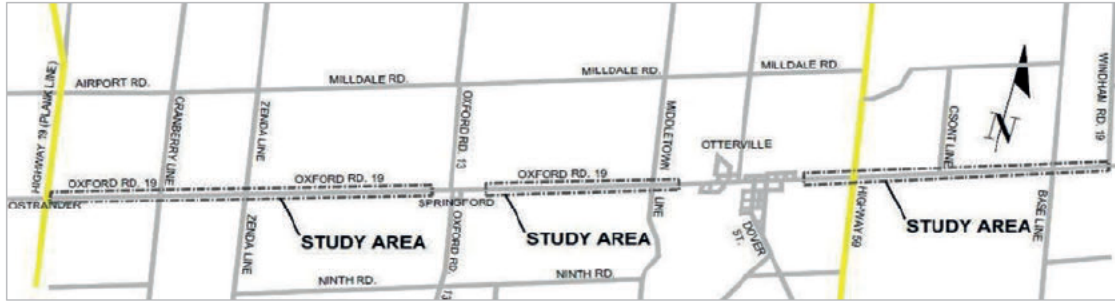 AIRPORT RD.
MILLDALE RD.
MILLDALE RD.
MILLDALE RD.
HIGHWAY 19 (PLANK LINE)
CRANBERRY LINE
ZENDA LINE
OXFORD RD. 13
MIDDLETOWN
OTTERVILLE
CSONT LINE
N
WINDHAM RD. 19
OXFORD RD. 19
OXFORD RD. 19
OXFORD RD. 19
OSTRANDER
SPRINGFORD
ZENDA LINE
OXFORD RD.
13
LINE
DOVER
ST.
HIGHWAY 59
BASE LINE
STUDY AREA
STUDY AREA
STUDY AREA
NINTH RD.
NINTH RD.